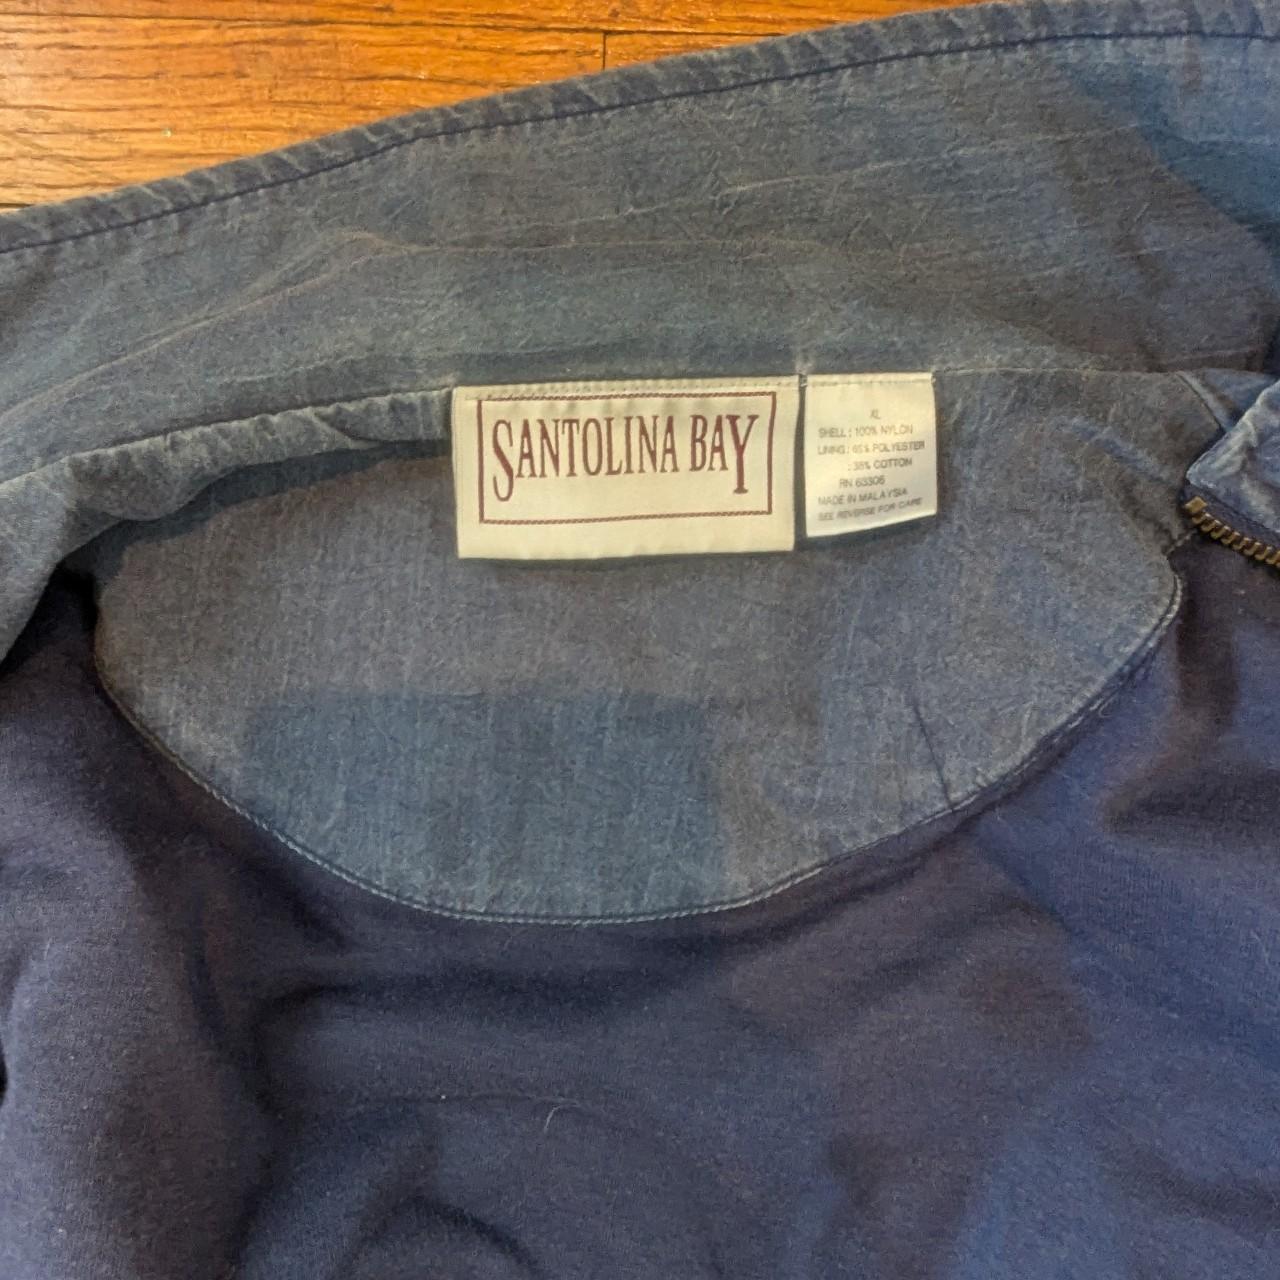 SANTOLINA BAY
XL
SHELL : 100% NYLON
LINING : 65% POLYESTER
: 35% COTTON
RN 63306
MADE IN MALAYSIA
SEE REVERSE FOR CARE